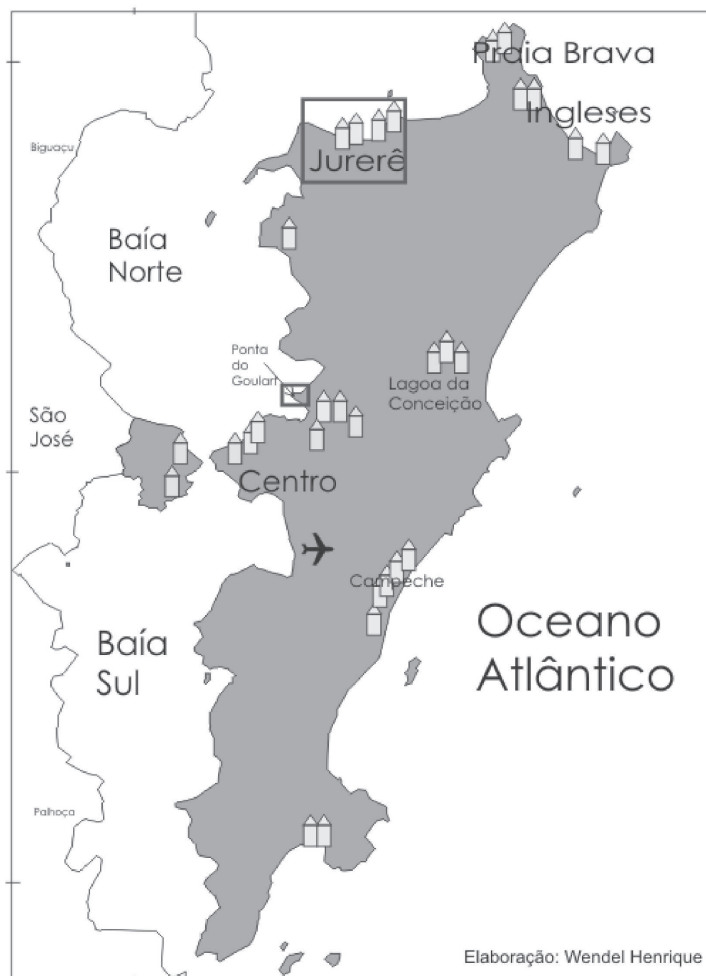 Praia Brava
Ingleses
Biguaçu
Jurerê
Baía
Norte
Ponta
do
Goulart
Lagoa da
Conceição
São
José
Centro
Campeche
Oceano
Atlântico
Baía
Sul
Palhoça
Elaboração: Wendel Henrique